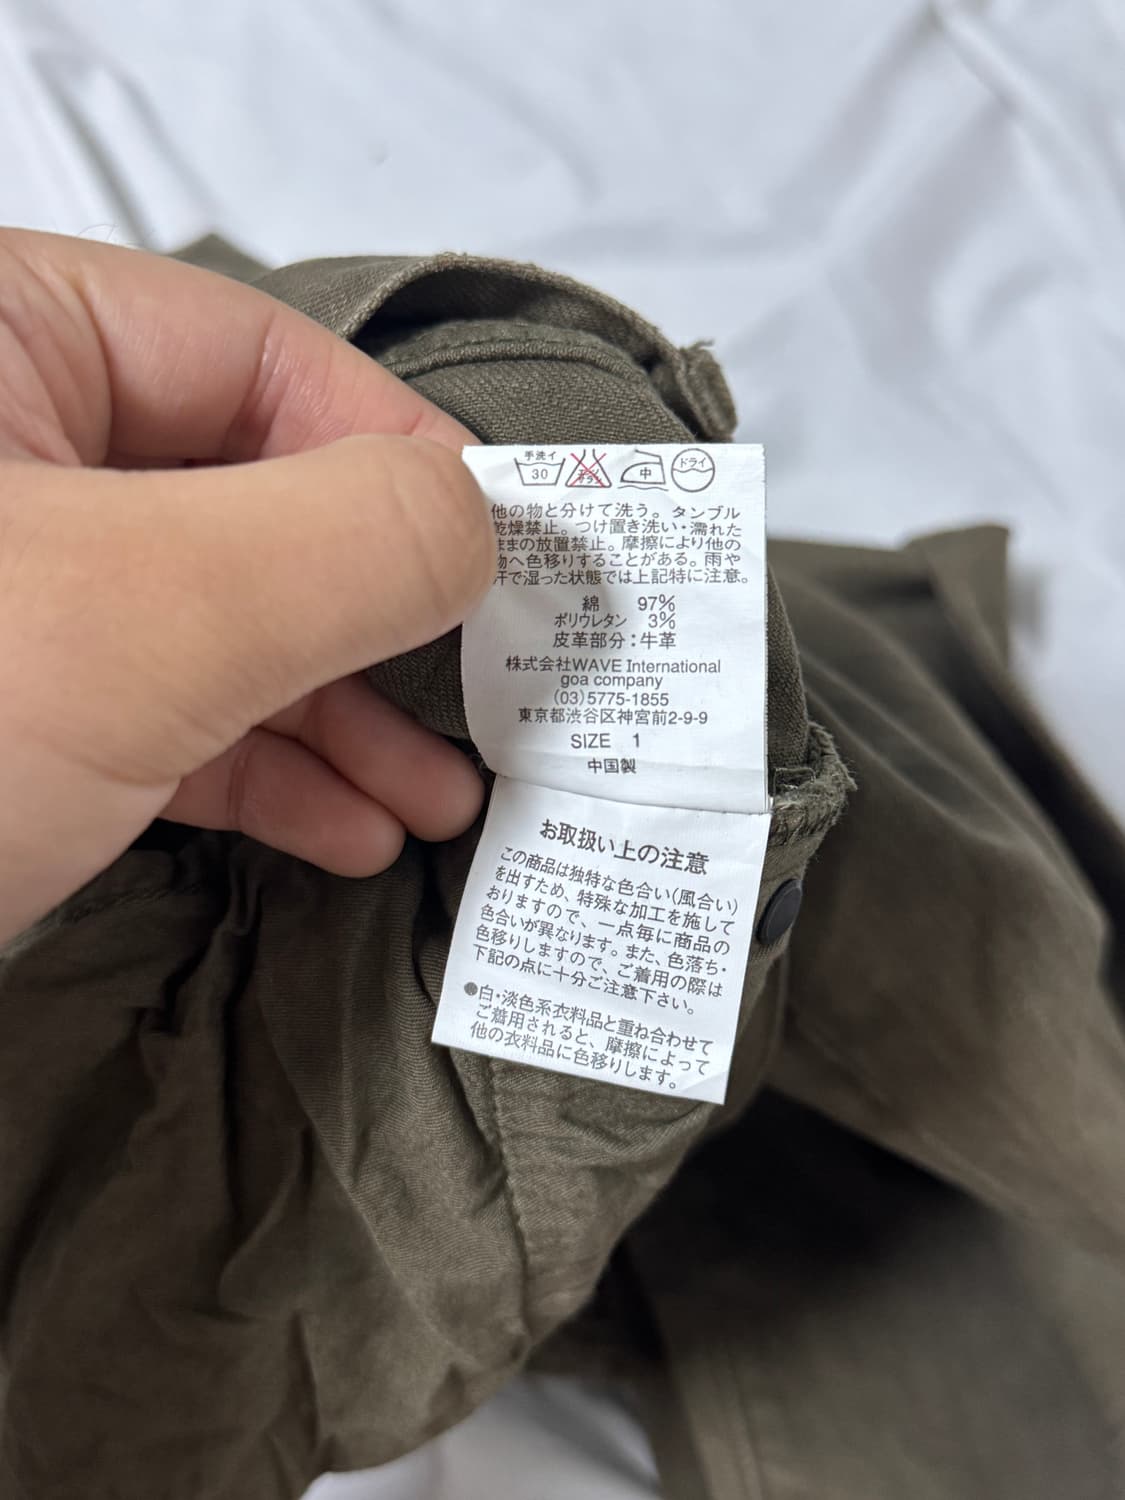 手洗イ
30
エンソ
サラシ
中
ドライ
他の物と分けて洗う。タンブル
乾燥禁止。つけ置き洗い・濡れた
ままの放置禁止。摩擦により他の
物へ色移りすることがある。雨や
汗で湿った状態では上記特に注意。
綿 97%
ポリウレタン 3%
皮革部分:牛革
株式会社WAVE International
goa company
(03)5775-1855
東京都渋谷区神宮前2-9-9
SIZE 1
中国製
お取扱い上の注意
この商品は独特な色合い(風合い)
を出すため、特殊な加工を施して
おりますので、一点毎に商品の
色合いが異なります。また、色落ち・
色移りしますので、ご着用の際は
下記の点に十分ご注意下さい。
●白・淡色系衣料品と重ね合わせて
ご着用されると、摩擦によって
他の衣料品に色移りします。